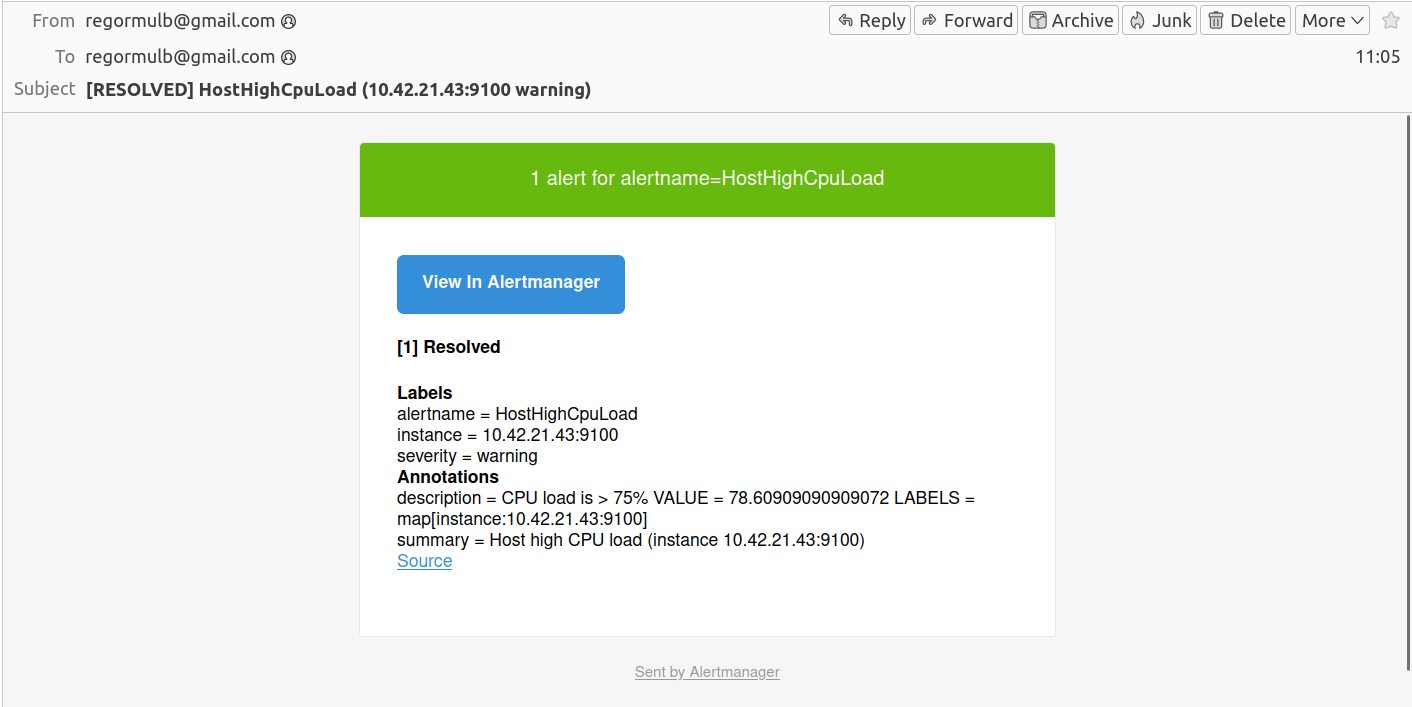 From regormulb@gmail.com Reply Forward Archive Junk Delete More
To regormulb@gmail.com 11:05
Subject [RESOLVED] HostHighCpuLoad (10.42.21.43:9100 warning)
1 alert for alertname=HostHighCpuLoad
View In Alertmanager
[1] Resolved
Labels
alertname = HostHighCpuLoad
instance = 10.42.21.43:9100
severity = warning
Annotations
description = CPU load is > 75% VALUE = 78.60909090909072 LABELS =
map[instance:10.42.21.43:9100]
summary = Host high CPU load (instance 10.42.21.43:9100)
Source
Sent by Alertmanager